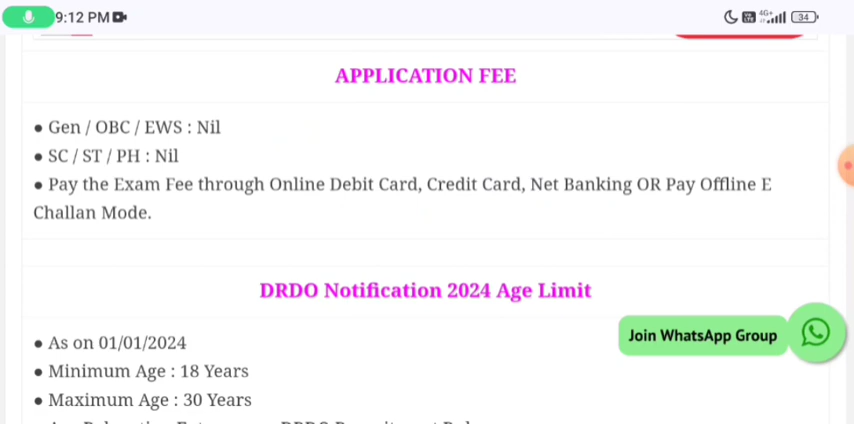 9:12 PM
4G+
34
APPLICATION FEE
● Gen / OBC / EWS : Nil
● SC / ST / PH : Nil
● Pay the Exam Fee through Online Debit Card, Credit Card, Net Banking OR Pay Offline E
Challan Mode.
DRDO Notification 2024 Age Limit
● As on 01/01/2024
Join WhatsApp Group
● Minimum Age : 18 Years
● Maximum Age : 30 Years